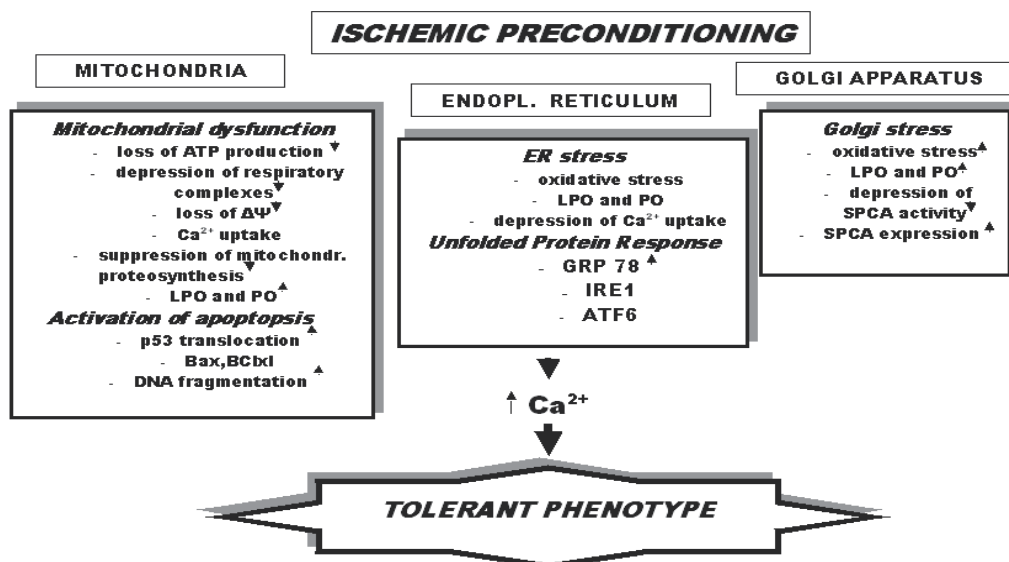 ISCHEMIC PRECONDITIONING
MITOCHONDRIA
Mitochondrial dysfunction
- loss of ATP production
- depression of respiratory
complexes
- loss of ΔΨ
- Ca²⁺ uptake
- suppression of mitochondr.
proteosynthesis
- LPO and PO
Activation of apoptopsis
- p53 translocation
- Bax,BClxl
- DNA fragmentation
ENDOPL. RETICULUM
ER stress
- oxidative stress
- LPO and PO
- depression of Ca²⁺ uptake
Unfolded Protein Response
- GRP 78
- IRE1
- ATF6
GOLGI APPARATUS
Golgi stress
- oxidative stress
- LPO and PO
- depression of
SPCA activity
- SPCA expression
↑ Ca²⁺
TOLERANT PHENOTYPE